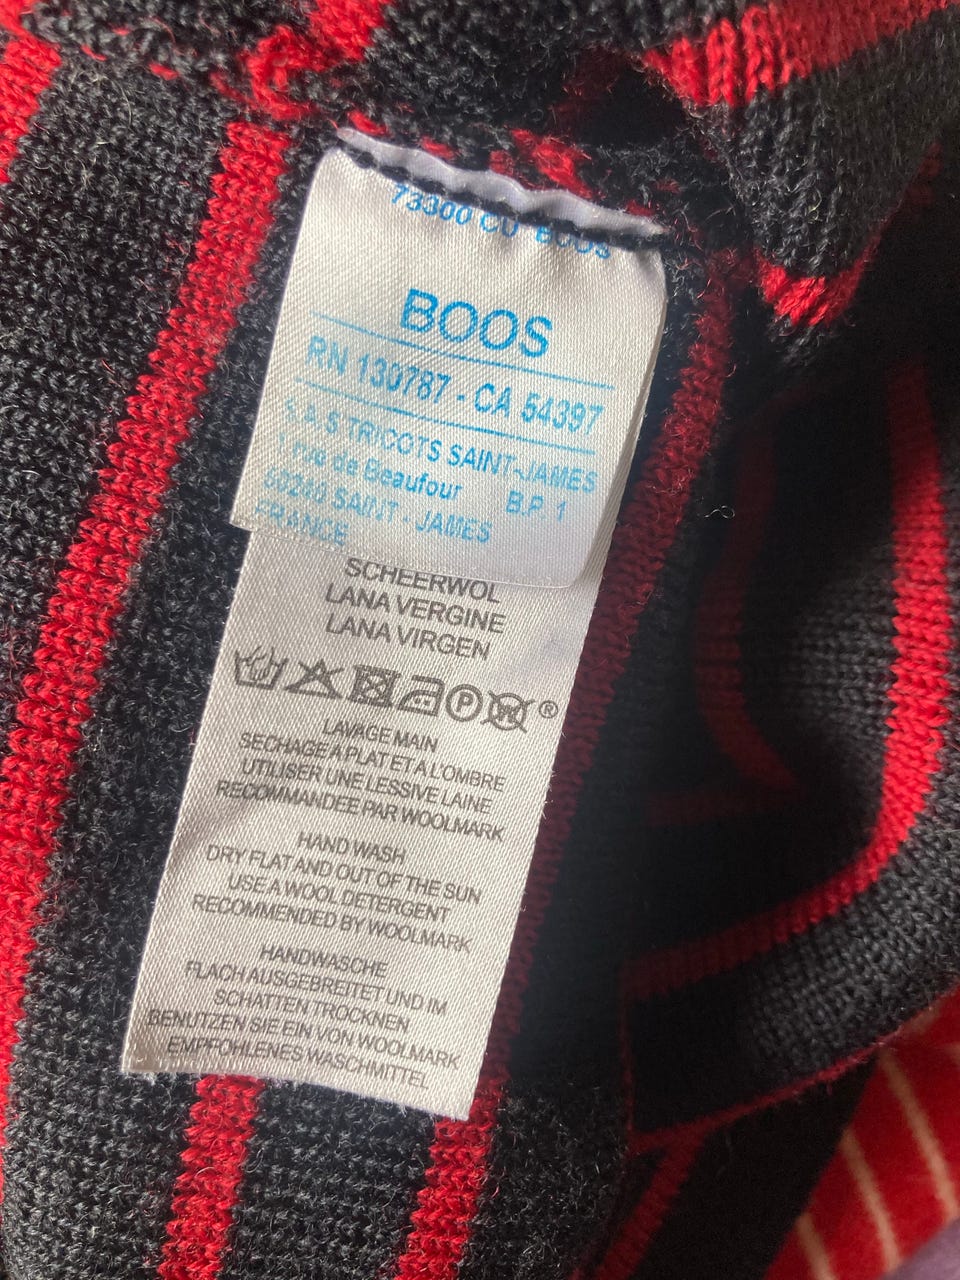 BOOS
RN 130787 - CA 54397
S.A.S TRICOTS SAINT-JAMES
rue de Beaufour B.P. 1
SAINT - JAMES
FRANCE
SCHEERWOL
LANA VERGINE
LANA VIRGEN
P ®
LAVAGE MAIN
SECHAGE A PLAT ET A L'OMBRE
UTILISER UNE LESSIVE LAINE
RECOMMANDEE PAR WOOLMARK
HAND WASH
DRY FLAT AND OUT OF THE SUN
USE A WOOL DETERGENT
RECOMMENDED BY WOOLMARK
HANDWASCHE
FLACH AUSGEBREITET UND IM
SCHATTEN TROCKNEN
BENUTZEN SIE EIN VON WOOLMARK
EMPFOHLENES WASCHMITTEL